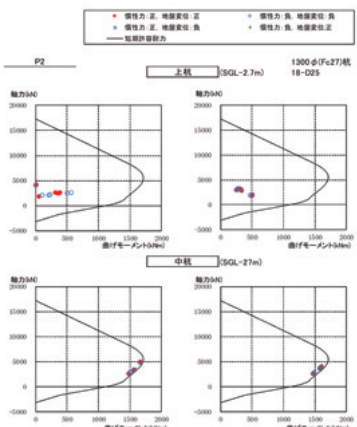 慣性力:正、地盤変位:正
慣性力:負、地盤変位:負
慣性力:正、地盤変位:負
慣性力:負、地盤変位:正
短期許容耐力
P2
1300φ(Fc27)杭
上杭 (SGL-2.7m)
18-D25
軸力(kN) 軸力(kN)
20000 20000
15000 15000
10000 10000
5000 5000
0 0
-5000 -5000
0 500 1000 1500 2000 0 500 1000 1500 2000
曲げモーメント(kNm) 曲げモーメント(kNm)
中杭 (SGL-27m)
軸力(kN) 軸力(kN)
20000 20000
15000 15000
10000 10000
5000 5000
0 0
-5000 -5000
0 500 1000 1500 2000 0 500 1000 1500 2000